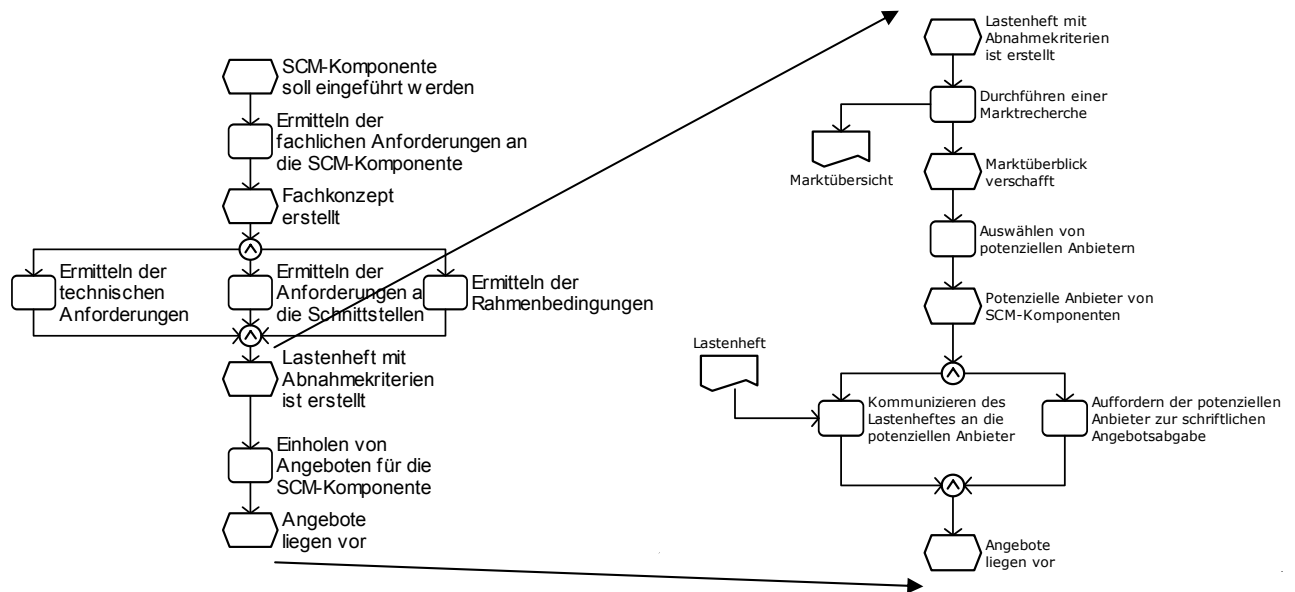 SCM-Komponente
soll eingeführt werden
Ermitteln der
fachlichen Anforderungen an
die SCM-Komponente
Fachkonzept
erstellt
Ermitteln der
technischen
Anforderungen
Ermitteln der
Anforderungen a
die Schnittstellen
Ermitteln der
Rahmenbedingungen
Lastenheft mit
Abnahmekriterien
ist erstellt
Einholen von
Angeboten für die
SCM-Komponente
Angebote
liegen vor
Lastenheft mit
Abnahmekriterien
ist erstellt
Durchführen einer
Marktrecherche
Marktübersicht
Marktüberblick
verschafft
Auswählen von
potenziellen Anbietern
Potenzielle Anbieter von
SCM-Komponenten
Lastenheft
Kommunizieren des
Lastenheftes an die
potenziellen Anbieter
Auffordern der potenziellen
Anbieter zur schriftlichen
Angebotsabgabe
Angebote
liegen vor